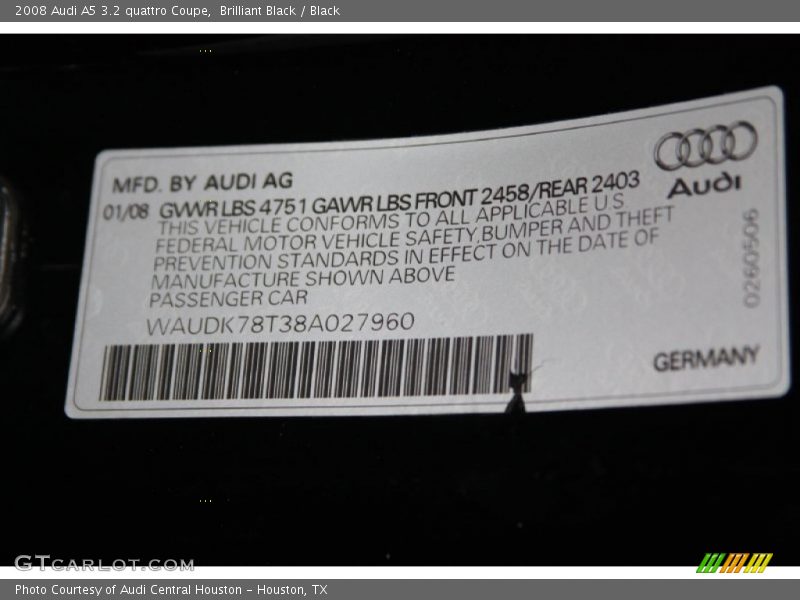 2008 Audi A5 3.2 quattro Coupe,  Brilliant Black / Black
MFD. BY AUDI AG
01/08 GVWR LBS 4751 GAWR LBS FRONT 2458/REAR 2403
THIS VEHICLE CONFORMS TO ALL APPLICABLE U.S.
FEDERAL MOTOR VEHICLE SAFETY,BUMPER AND THEFT
PREVENTION STANDARDS IN EFFECT ON THE DATE OF
MANUFACTURE SHOWN ABOVE
PASSENGER CAR
WAUDK78T38A027960
Audi
0260506
GERMANY
GTCARLOT.COM
Photo Courtesy of Audi Central Houston - Houston, TX